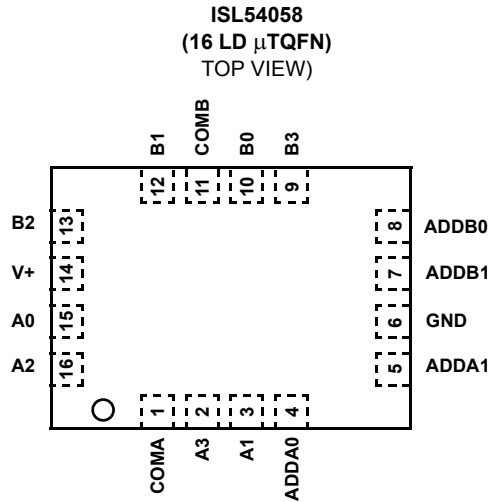 ISL54058
(16 LD μTQFN)
TOP VIEW)
B1
COMB
B0
B3
12
11
10
9
B2
13
8
ADDB0
V+
14
7
ADDB1
A0
15
6
GND
A2
16
5
ADDA1
1
2
3
4
COMA
A3
A1
ADDA0